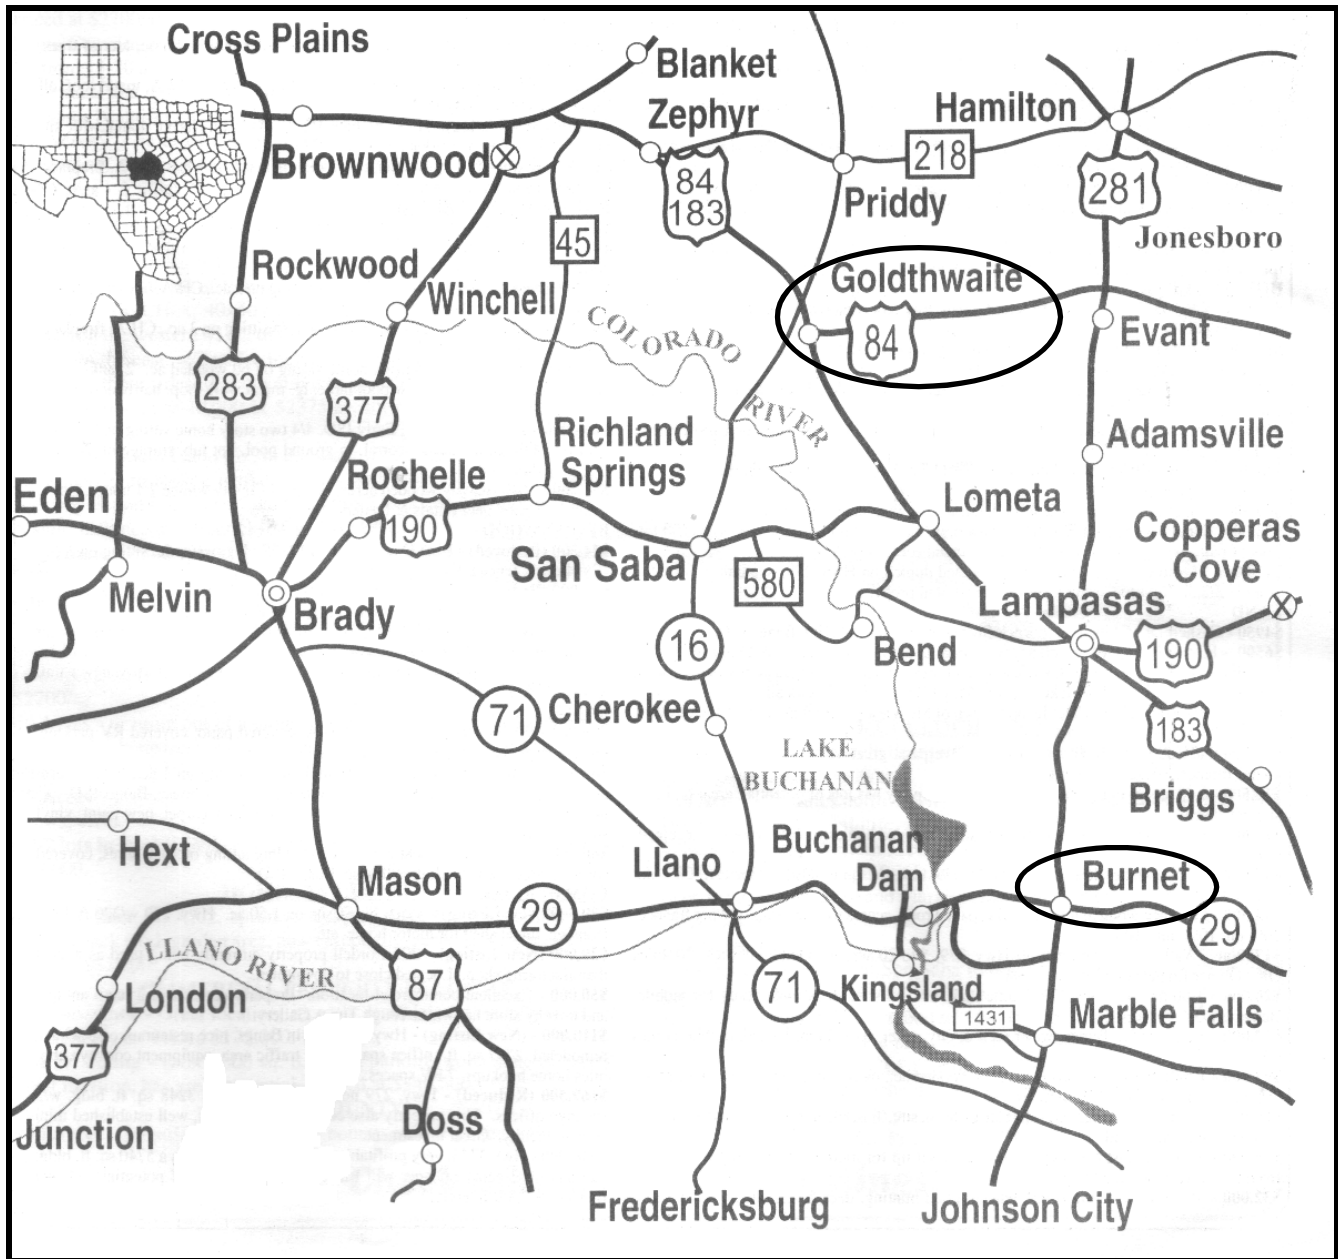 Cross Plains
Blanket
Zephyr
Hamilton
Brownwood
218
84
183
281
Priddy
45
Jonesboro
Rockwood
Goldthwaite
Winchell
COLORADO
RIVER
84
Evant
283
377
Richland
Springs
Adamsville
Rochelle
Eden
190
Lometa
Copperas
Cove
San Saba
580
Melvin
Brady
Lampasas
16
Bend
190
71
Cherokee
183
LAKE
BUCHANAN
Briggs
Hext
Llano
Buchanan
Dam
Burnet
Mason
29
29
LLANO RIVER
87
71
London
Kingsland
1431
Marble Falls
377
Junction
Doss
Fredericksburg
Johnson City